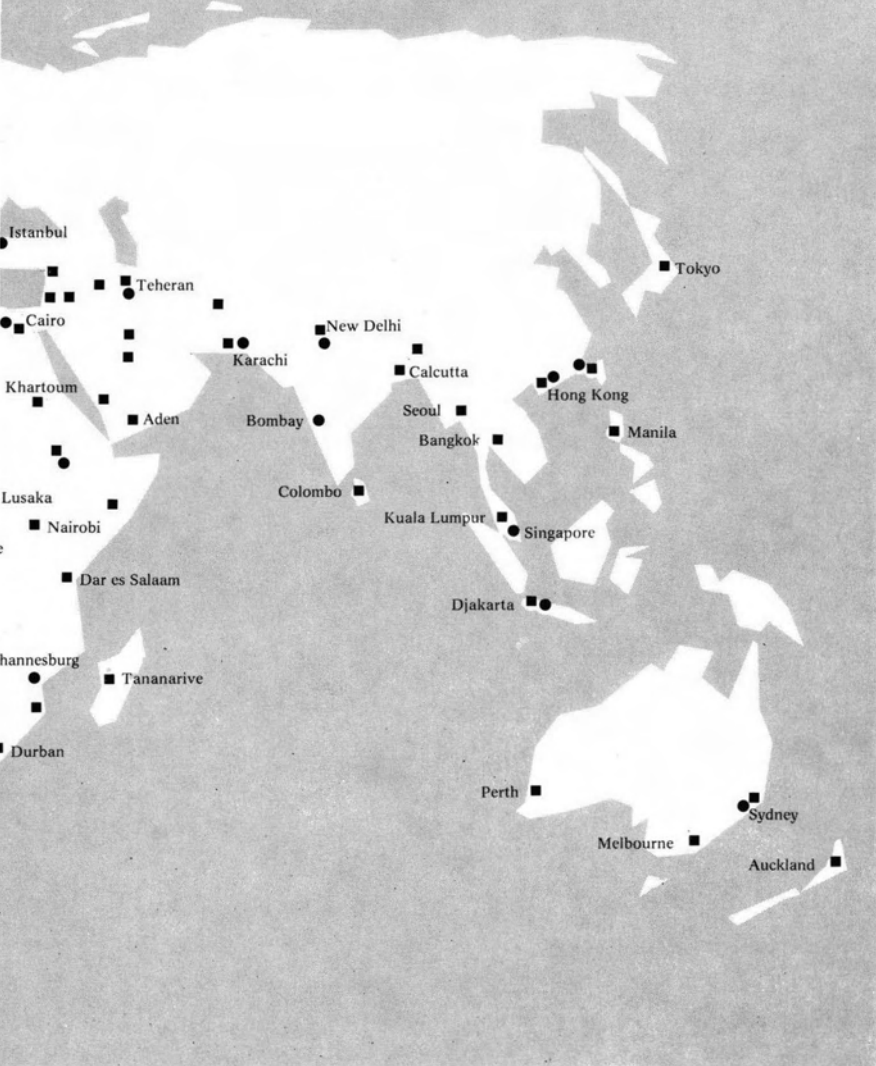 Istanbul
Tokyo
Teheran
Cairo
New Delhi
Karachi
Calcutta
Khartoum
Hong Kong
Seoul
Aden
Bombay
Manila
Bangkok
Colombo
Lusaka
Kuala Lumpur
Nairobi
Singapore
e
Dar es Salaam
Djakarta
hannesburg
Tananarive
Durban
Perth
Sydney
Melbourne
Auckland